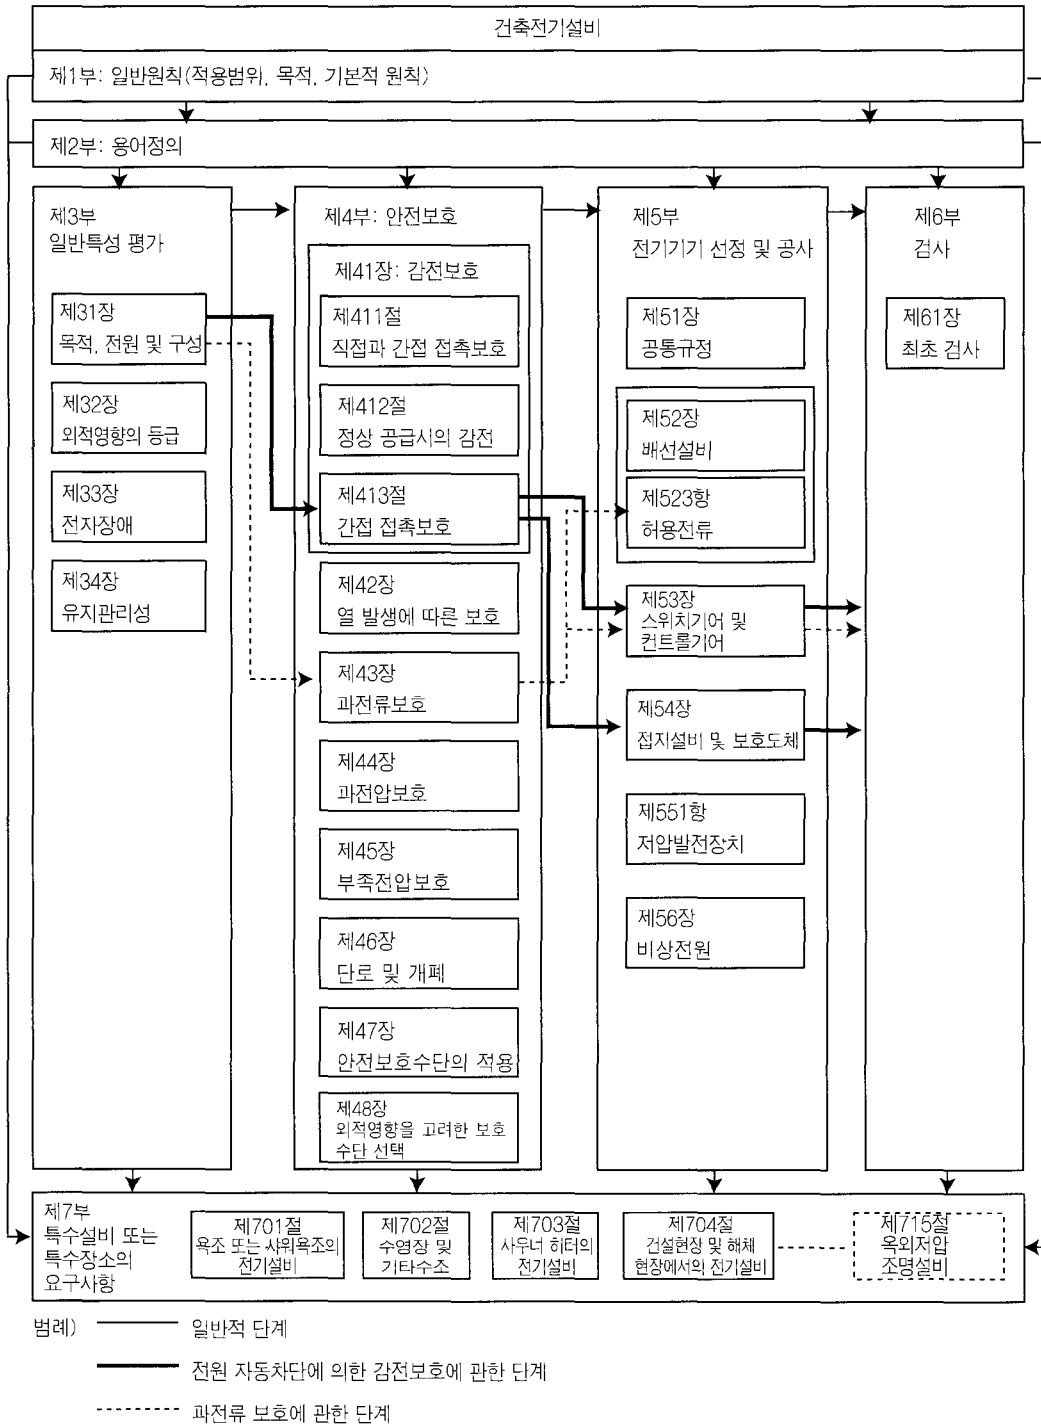 건축전기설비
제1부: 일반원칙(적용범위, 목적, 기본적 원칙)
제2부: 용어정의
제3부
일반특성 평가
제31장
목적, 전원 및 구성
제32장
외적영향의 등급
제33장
전자장애
제34장
유지관리성
제4부: 안전보호
제41장: 감전보호
제411절
직접과 간접 접촉보호
제412절
정상 공급시의 감전
제413절
간접 접촉보호
제42장
열 발생에 따른 보호
제43장
과전류보호
제44장
과전압보호
제45장
부족전압보호
제46장
단로 및 개폐
제47장
안전보호수단의 적용
제48장
외적영향을 고려한 보호
수단 선택
제5부
전기기기 선정 및 공사
제51장
공통규정
제52장
배선설비
제523항
허용전류
제53장
스위치기어 및
컨트롤기어
제54장
접지설비 및 보호도체
제551항
저압발전장치
제56장
비상전원
제6부
검사
제61장
최초 검사
제7부
특수설비 또는
특수장소의
요구사항
제701절
욕조 또는 샤워욕조의
전기설비
제702절
수영장 및
기타수조
제703절
사우너 히터의
전기설비
제704절
건설현장 및 해체
현장에서의 전기설비
제715절
옥외저압
조명설비
범례)
일반적 단계
전원 자동차단에 의한 감전보호에 관한 단계
과전류 보호에 관한 단계